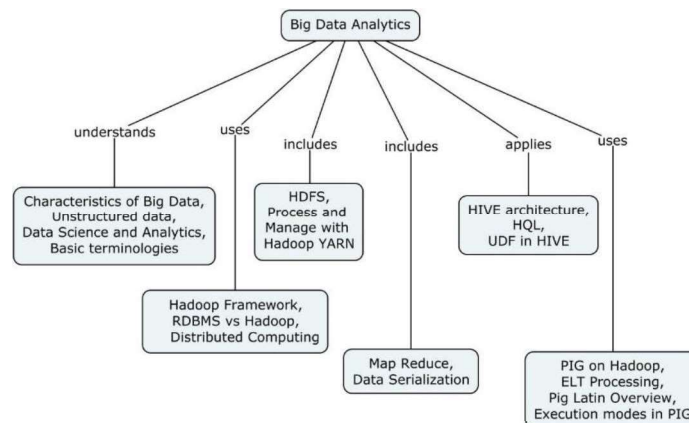 Big Data Analytics
understands
uses
includes
includes
applies
uses
Characteristics of Big Data,
Unstructured data,
Data Science and Analytics,
Basic terminologies
Hadoop Framework,
RDBMS vs Hadoop,
Distributed Computing
HDFS,
Process and
Manage with
Hadoop YARN
Map Reduce,
Data Serialization
HIVE architecture,
HQL,
UDF in HIVE
PIG on Hadoop,
ELT Processing,
Pig Latin Overview,
Execution modes in PIG